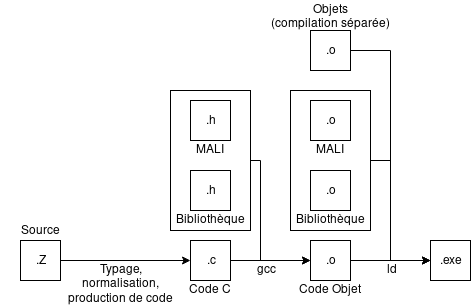 Objets
(compilation séparée)
.o
.h
.o
MALI
MALI
.h
.o
Bibliothèque
Bibliothèque
Source
.Z
.c
.o
.exe
Typage,
normalisation,
production de code
gcc
ld
Code C
Code Objet